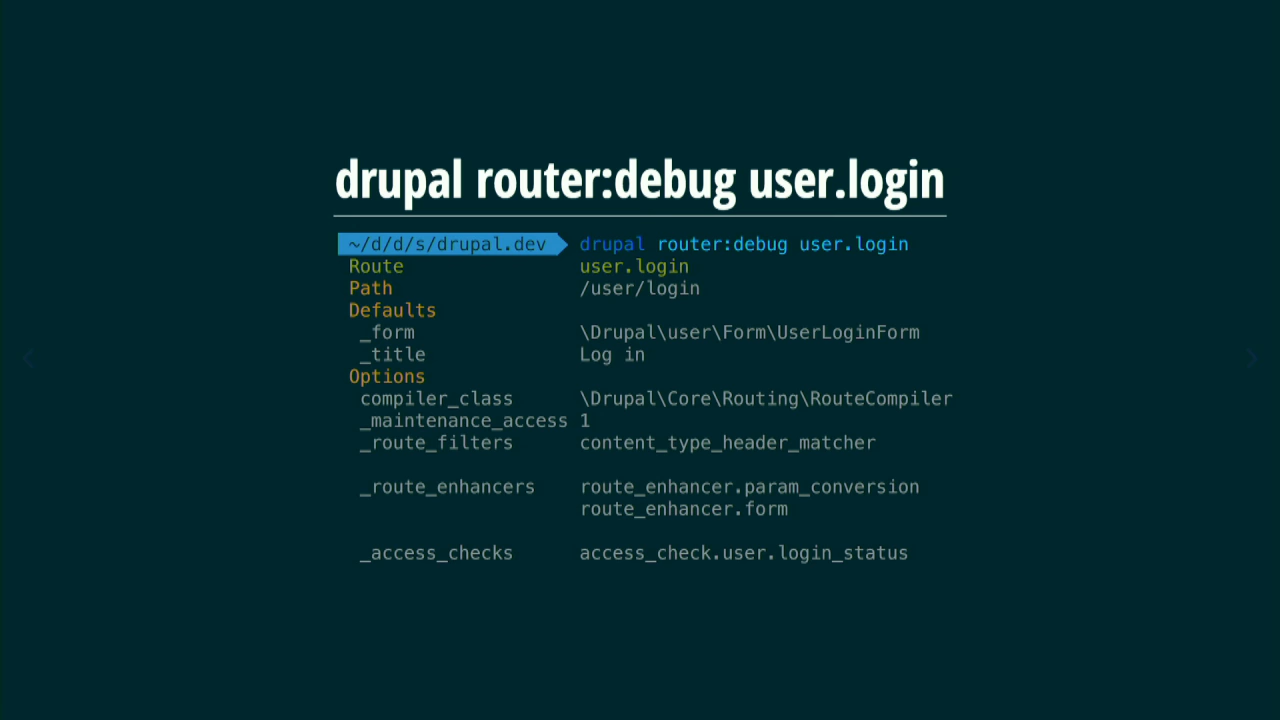 drupal router:debug user.login
~/d/d/s/drupal.dev drupal router:debug user.login
Route user.login
Path /user/login
Defaults
_form \Drupal\user\Form\UserLoginForm
_title Log in
Options
compiler_class \Drupal\Core\Routing\RouteCompiler
_maintenance_access 1
_route_filters content_type_header_matcher
_route_enhancers route_enhancer.param_conversion
route_enhancer.form
_access_checks access_check.user.login_status